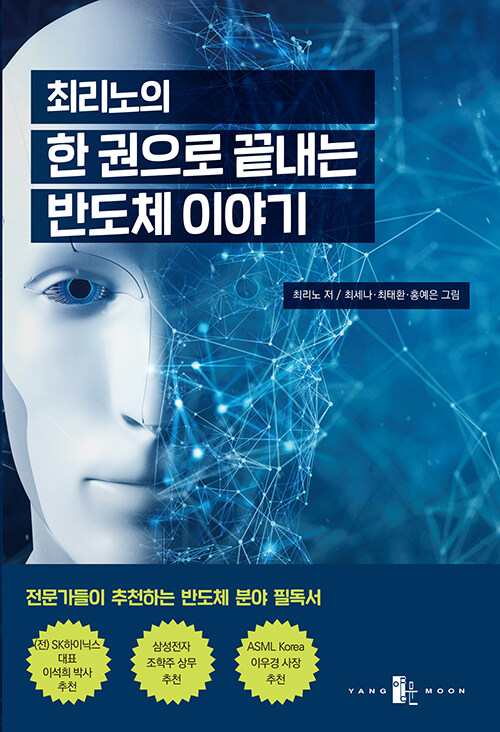 최리노의
한 권으로 끝내는
반도체 이야기
최리노 저 / 최세나·최태환·홍예은 그림
전문가들이 추천하는 반도체 분야 필독서
(전) SK하이닉스
대표
이석희 박사
추천
삼성전자
조학주 상무
추천
ASML Korea
이우경 사장
추천
YANG 양문 MOON